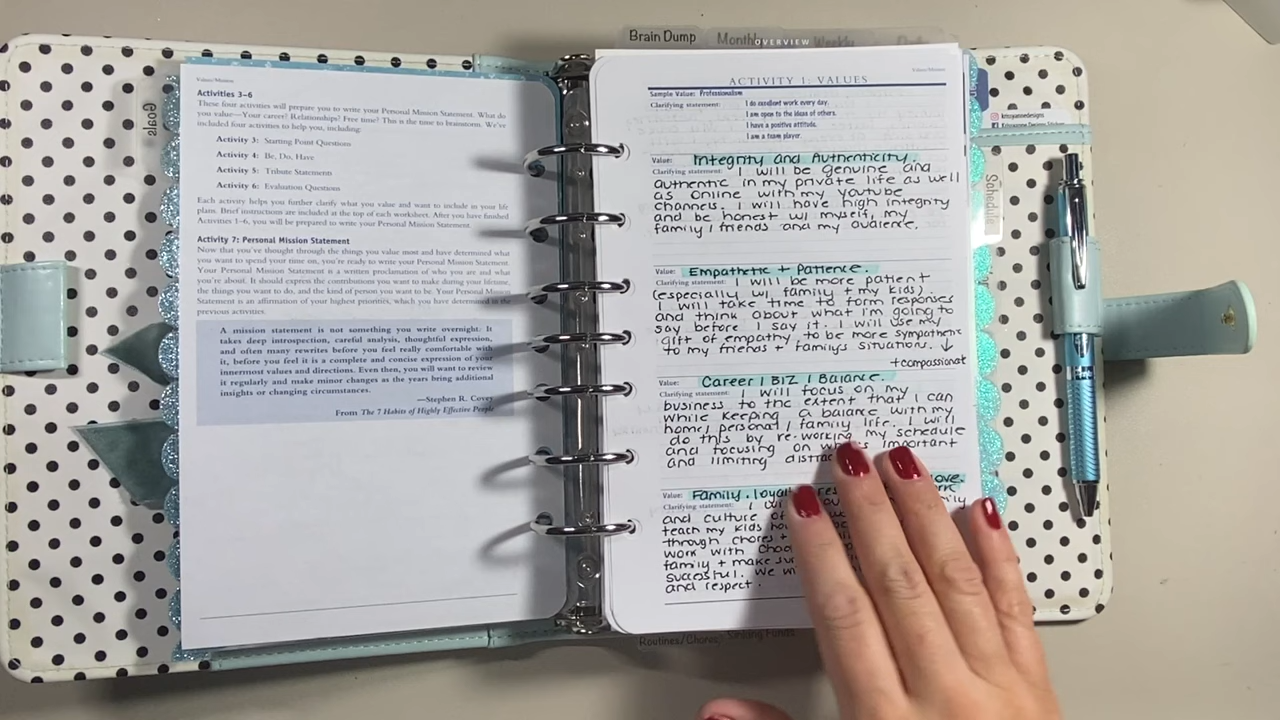 Brain Dump
Monthly
OVERVIEW
Weekly
Goals
Values/Mission
Activities 3–6
These four activities will prepare you to write your Personal Mission Statement. What do
you value—Your career? Relationships? Free time? This is the time to brainstorm. We've
included four activities to help you, including:
Activity 3: Starting Point Questions
Activity 4: Be, Do, Have
Activity 5: Tribute Statements
Activity 6: Evaluation Questions
Each activity helps you further clarify what you value and want to include in your life
plan. Brief instructions are included at the top of each worksheet. After you have finished
Activities 1–6, you will be prepared to write your Personal Mission Statement.
Activity 7: Personal Mission Statement
Now that you've thought through the things you value most and have determined what
you want to spend your time on, you're ready to write your Personal Mission Statement.
Your Personal Mission Statement is a written proclamation of who you are and what
you're about. It should express the contributions you want to make during your lifetime,
the things you want to do, and the kind of person you want to be. Your Personal Mission
Statement is an affirmation of your highest priorities, which you have determined in the
previous activities.
A mission statement is not something you write overnight. It
takes deep introspection, careful analysis, thoughtful expression,
and often many rewrites before you feel really comfortable with
it, before you feel it is a complete and concise expression of your
innermost values and directions. Even then, you will want to review
it regularly and make minor changes as the years bring additional
insights or changing circumstances.
—Stephen R. Covey
From The 7 Habits of Highly Effective People
Values/Mission
ACTIVITY 1: VALUES
Sample Value: Professionalism
Clarifying statement: I do excellent work every day.
I am open to the ideas of others.
I have a positive attitude.
I am a team player.
Value: Integrity and Authenticity.
Clarifying statement: I will be genuine and
authentic in my private life as well
as online with my youtube
channel. I will have high integrity
and be honest w/ myself, my
family / friends and my audience.
Value: Empathetic + Patience.
Clarifying statement: I will be more patient
(especially w/ family + my kids)
I will take time to form responses
and think about what i'm going to
say before I say it. I will use my
gift of empathy to be more sympathetic
to my friends + family's situations. ↓
+compassionate
Value: Career / BIZ / Balance.
Clarifying statement: I will focus on my
business to the extent that I can
while keeping a balance with my
home / personal / family life. I will
do this by re-working my schedule
and focusing on important
and limiting
Value: Family, love.
Clarifying statement: I
and culture of
teach my kids
through chores +
work with
family + make
successful. we
and respect.
Schedule
Routines/Chores
Sinking Funds